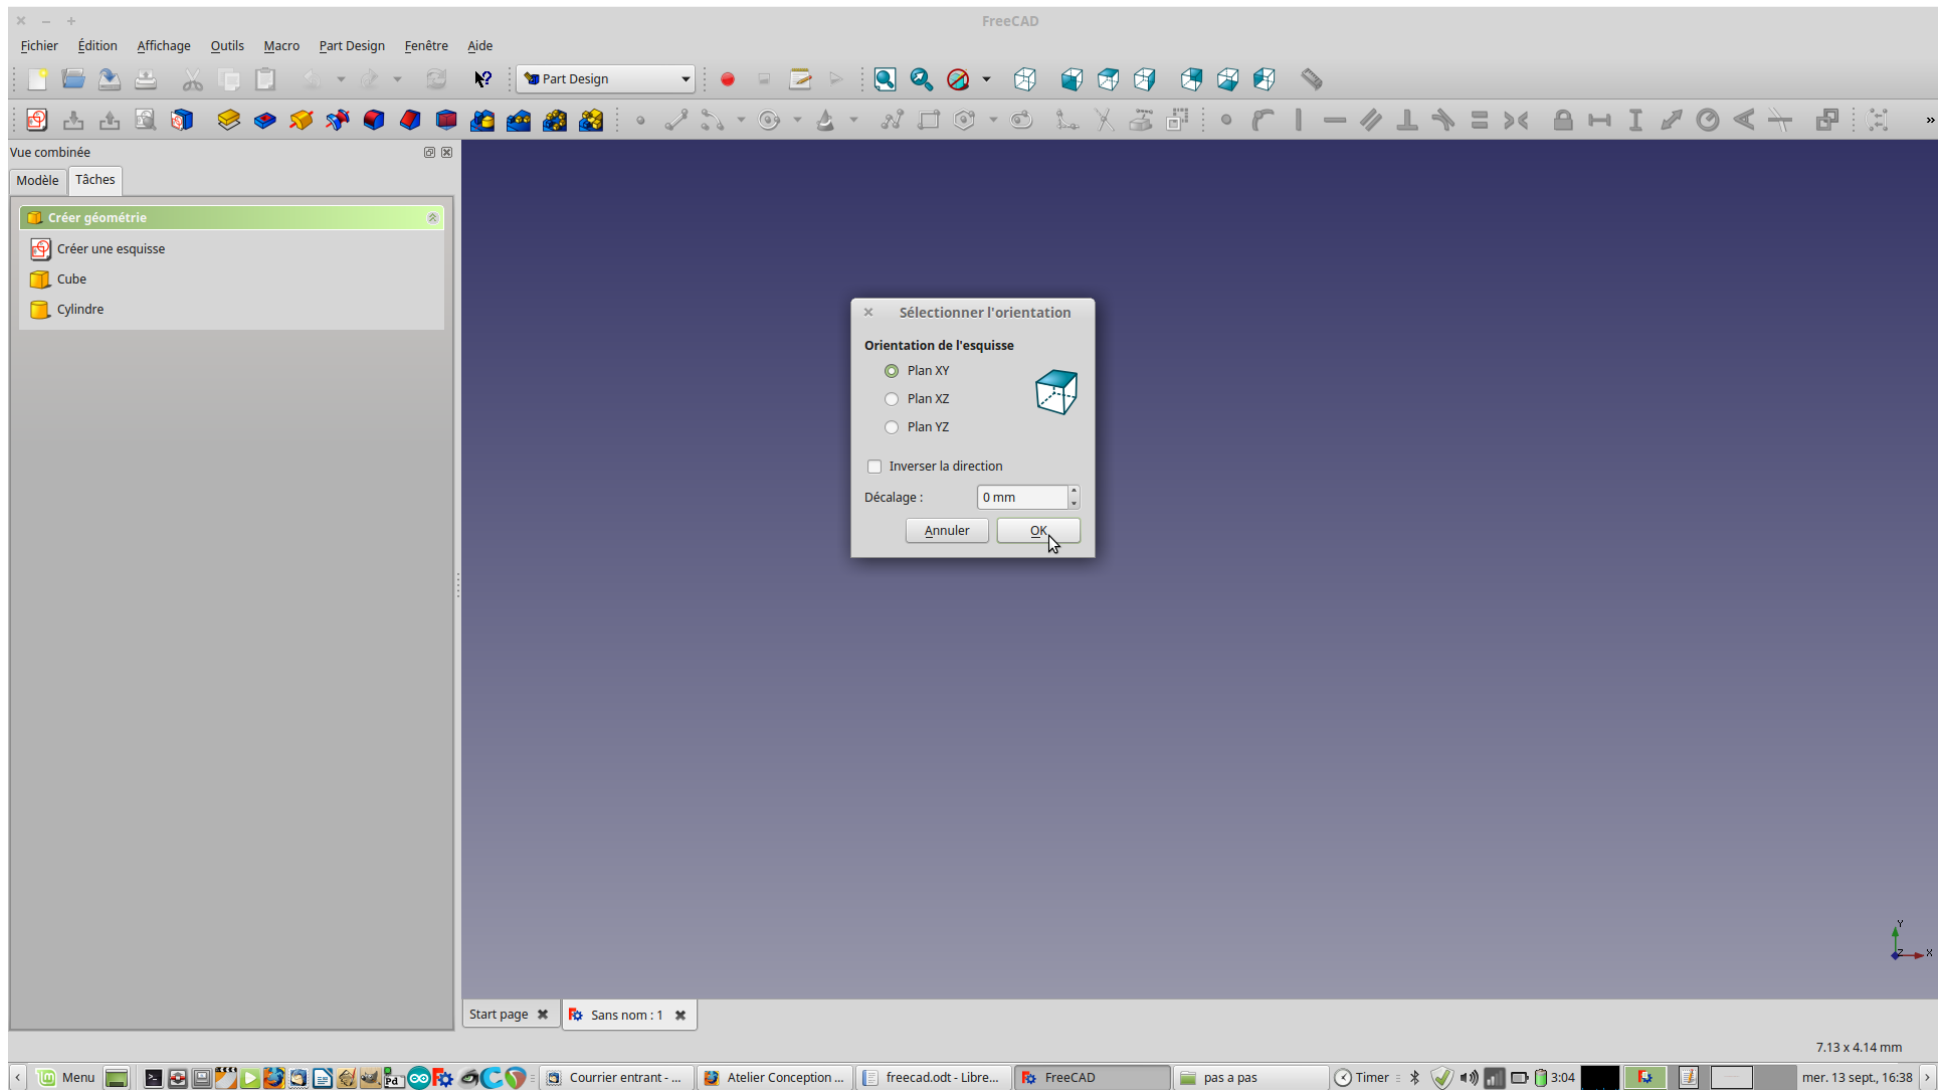 FreeCAD
Fichier Édition Affichage Outils Macro Part Design Fenêtre Aide
Part Design
Vue combinée
Modèle Tâches
Créer géométrie
Créer une esquisse
Cube
Cylindre
Sélectionner l'orientation
Orientation de l'esquisse
Plan XY
Plan XZ
Plan YZ
Inverser la direction
Décalage : 0 mm
Annuler OK
Y
Z X
Start page Sans nom : 1
7.13 x 4.14 mm
Menu Pd Courrier entrant - ... Atelier Conception ... freecad.odt - Libre... FreeCAD pas a pas Timer 3:04 mer. 13 sept., 16:38